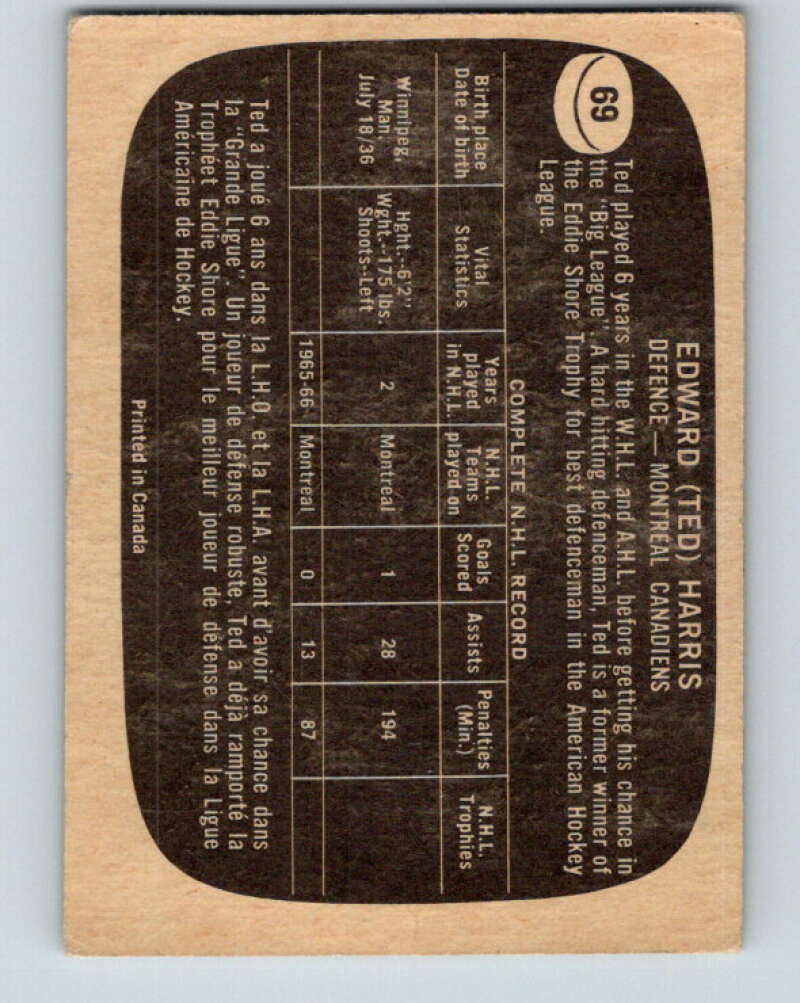 69
EDWARD (TED) HARRIS
DEFENCE — MONTREAL CANADIENS
Ted played 6 years in the W.H.L. and A.H.L. before getting his chance in
the "Big League". A hard hitting defenceman, Ted is a former winner of
the Eddie Shore Trophy for best defenceman in the American Hockey
League.
COMPLETE N.H.L. RECORD
Birth place Vital Years N.H.L. Goals Assists Penalties N.H.L.
Date of birth Statistics played Teams Scored (Min.) Trophies
in N.H.L. played on
Winnipeg, Hght.--6'2" 2 Montreal 1 28 194
Man. Wght.--175 lbs.
July 18/36 Shoots--Left
1965-66 Montreal 0 13 87
Ted a joué 6 ans dans la L.H.O. et la L.H.A. avant d'avoir sa chance dans
la "Grande Ligue". Un joueur de défense robuste, Ted a déjà ramporté la
Trophéet Eddie Shore pour le meilleur joueur de défense dans la Ligue
Américaine de Hockey.
Printed in Canada